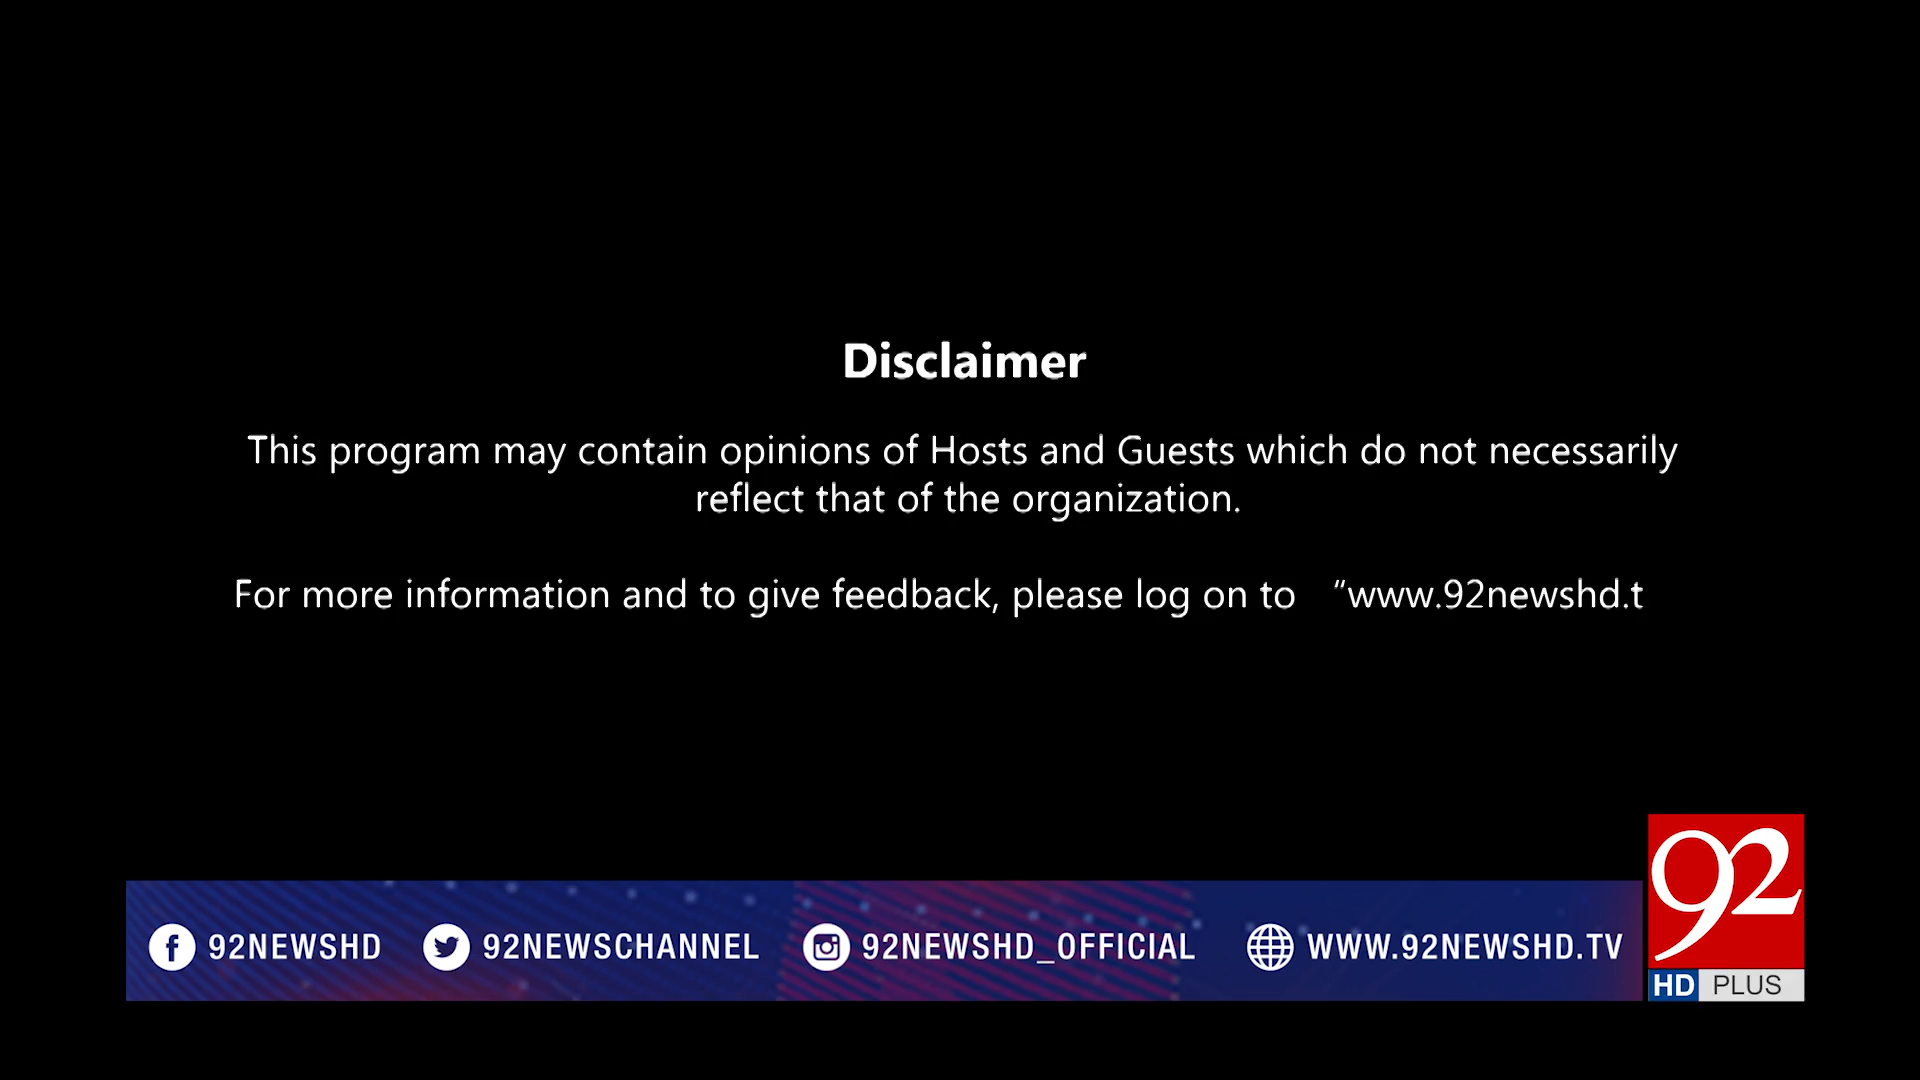 Disclaimer
This program may contain opinions of Hosts and Guests which do not necessarily
reflect that of the organization.
For more information and to give feedback, please log on to “www.92newshd.t
92NEWSHD 92NEWSCHANNEL 92NEWSHD_OFFICIAL WWW.92NEWSHD.TV
92
HD PLUS